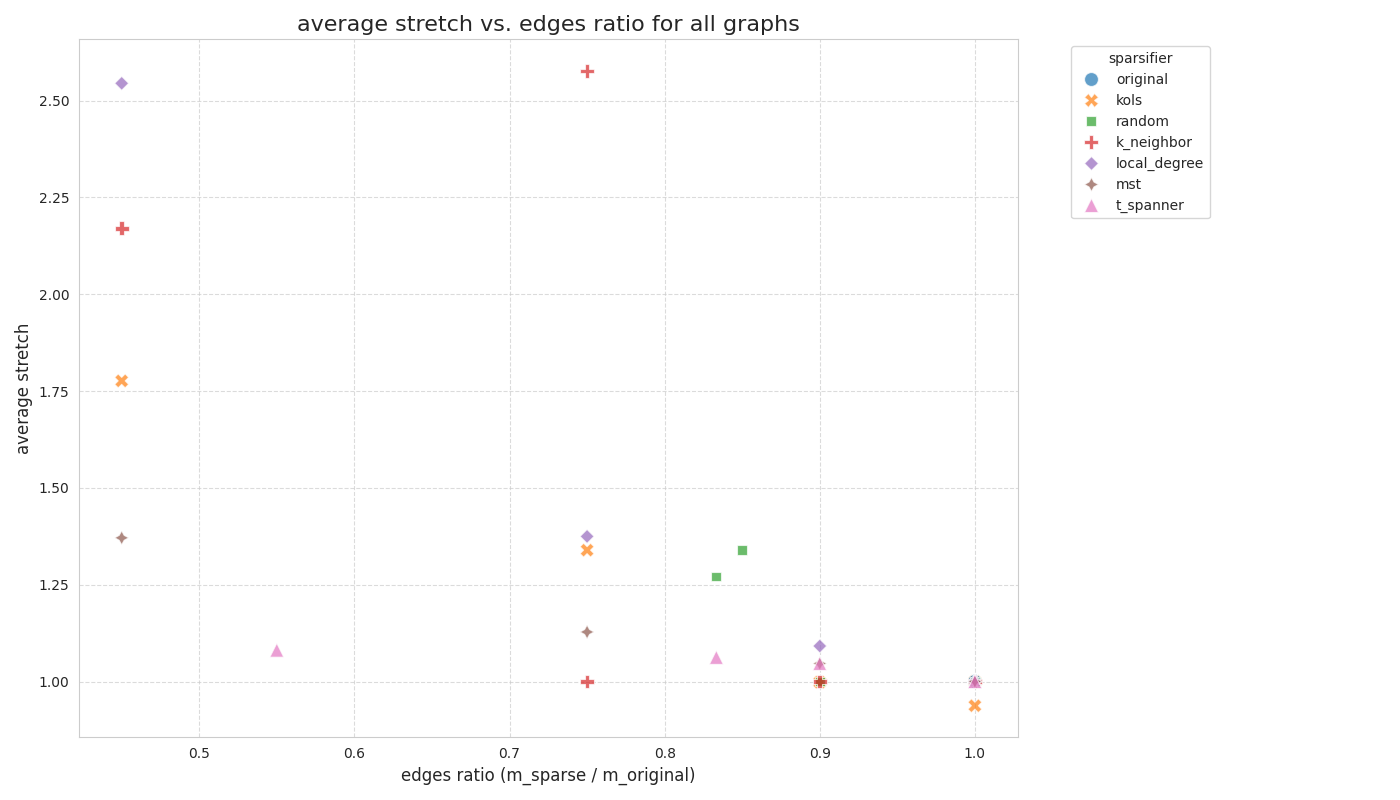 average stretch vs. edges ratio for all graphs
sparsifier
original
kols
random
k_neighbor
local_degree
mst
t_spanner
average stretch
2.50
2.25
2.00
1.75
1.50
1.25
1.00
0.5 0.6 0.7 0.8 0.9 1.0
edges ratio (m_sparse / m_original)